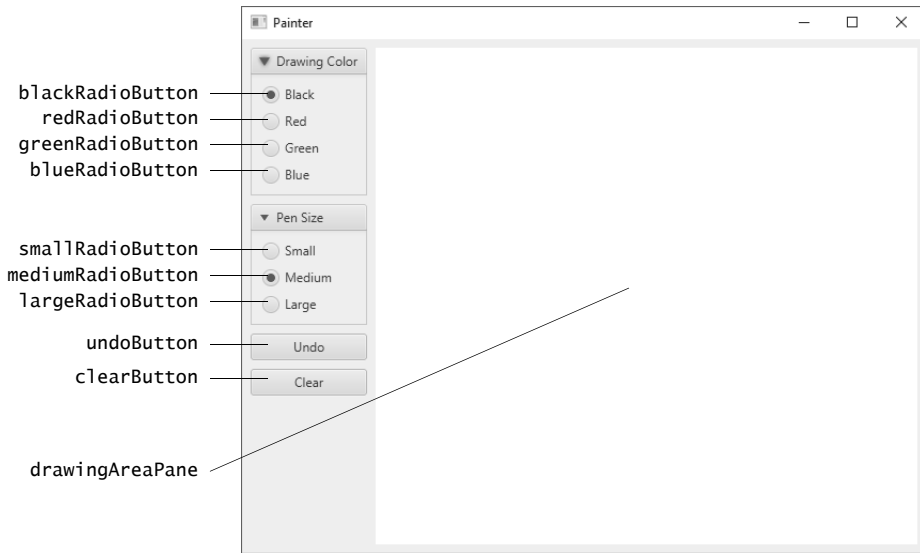 Painter
Drawing Color
blackRadioButton
Black
redRadioButton
Red
greenRadioButton
Green
blueRadioButton
Blue
Pen Size
smallRadioButton
Small
mediumRadioButton
Medium
largeRadioButton
Large
undoButton
Undo
clearButton
Clear
drawingAreaPane